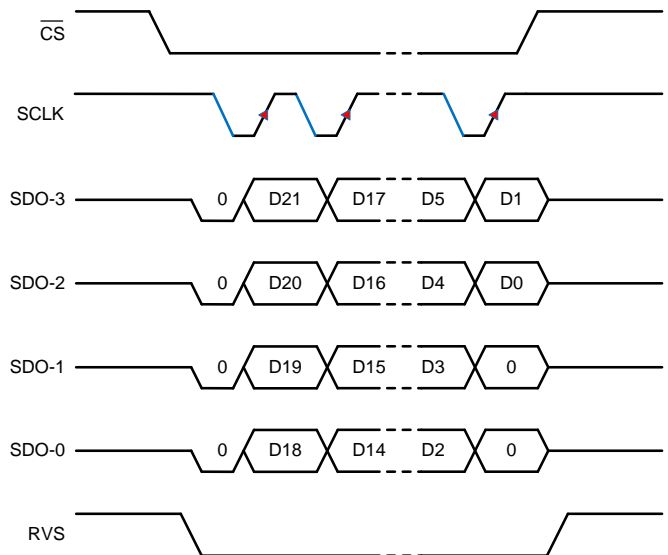 CS
SCLK
SDO-3 0 D21 D17 D5 D1
SDO-2 0 D20 D16 D4 D0
SDO-1 0 D19 D15 D3 0
SDO-0 0 D18 D14 D2 0
RVS